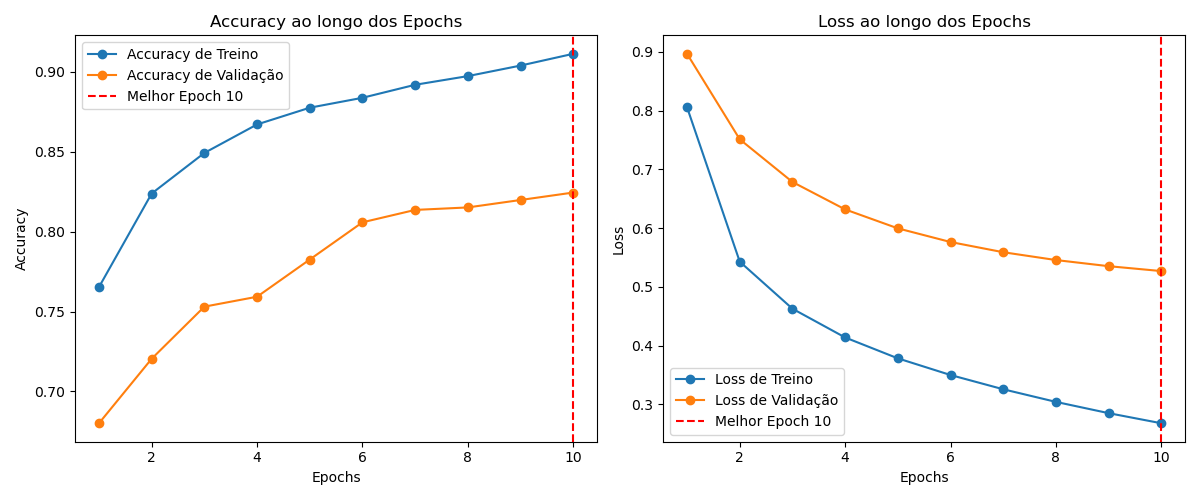 Accuracy ao longo dos Epochs
Accuracy de Treino
Accuracy de Validação
Melhor Epoch 10
0.90
0.85
0.80
0.75
0.70
Accuracy
2 4 6 8 10
Epochs
Loss ao longo dos Epochs
0.9
0.8
0.7
0.6
0.5
0.4
0.3
Loss
Loss de Treino
Loss de Validação
Melhor Epoch 10
2 4 6 8 10
Epochs